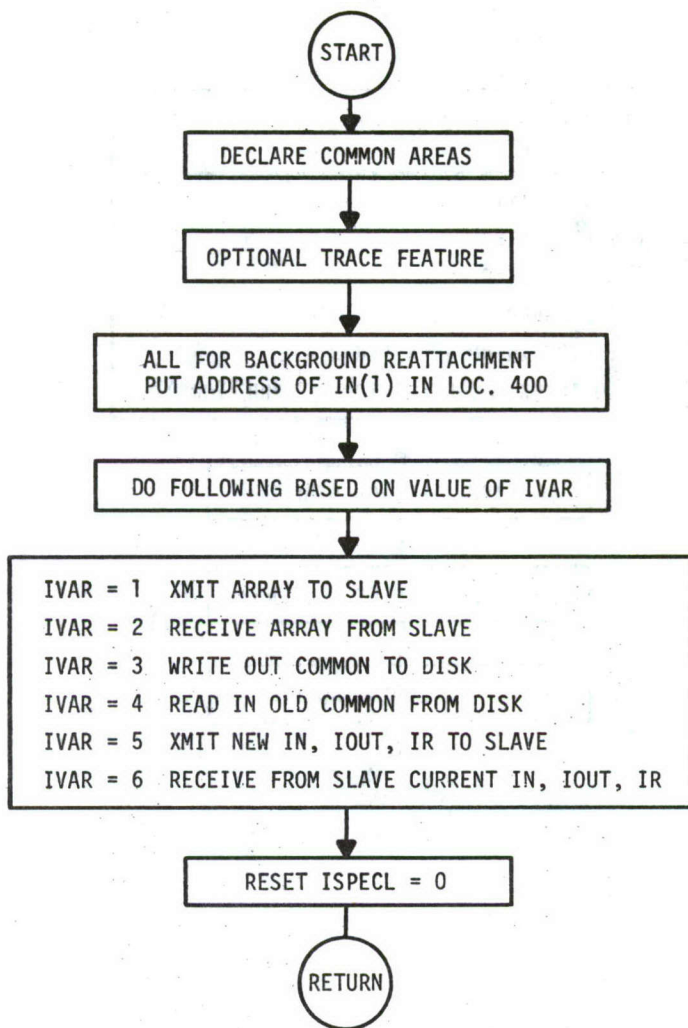 START
DECLARE COMMON AREAS
OPTIONAL TRACE FEATURE
ALL FOR BACKGROUND REATTACHMENT
PUT ADDRESS OF IN(1) IN LOC. 400
DO FOLLOWING BASED ON VALUE OF IVAR
IVAR = 1 XMIT ARRAY TO SLAVE
IVAR = 2 RECEIVE ARRAY FROM SLAVE
IVAR = 3 WRITE OUT COMMON TO DISK
IVAR = 4 READ IN OLD COMMON FROM DISK
IVAR = 5 XMIT NEW IN, IOUT, IR TO SLAVE
IVAR = 6 RECEIVE FROM SLAVE CURRENT IN, IOUT, IR
RESET ISPECL = 0
RETURN